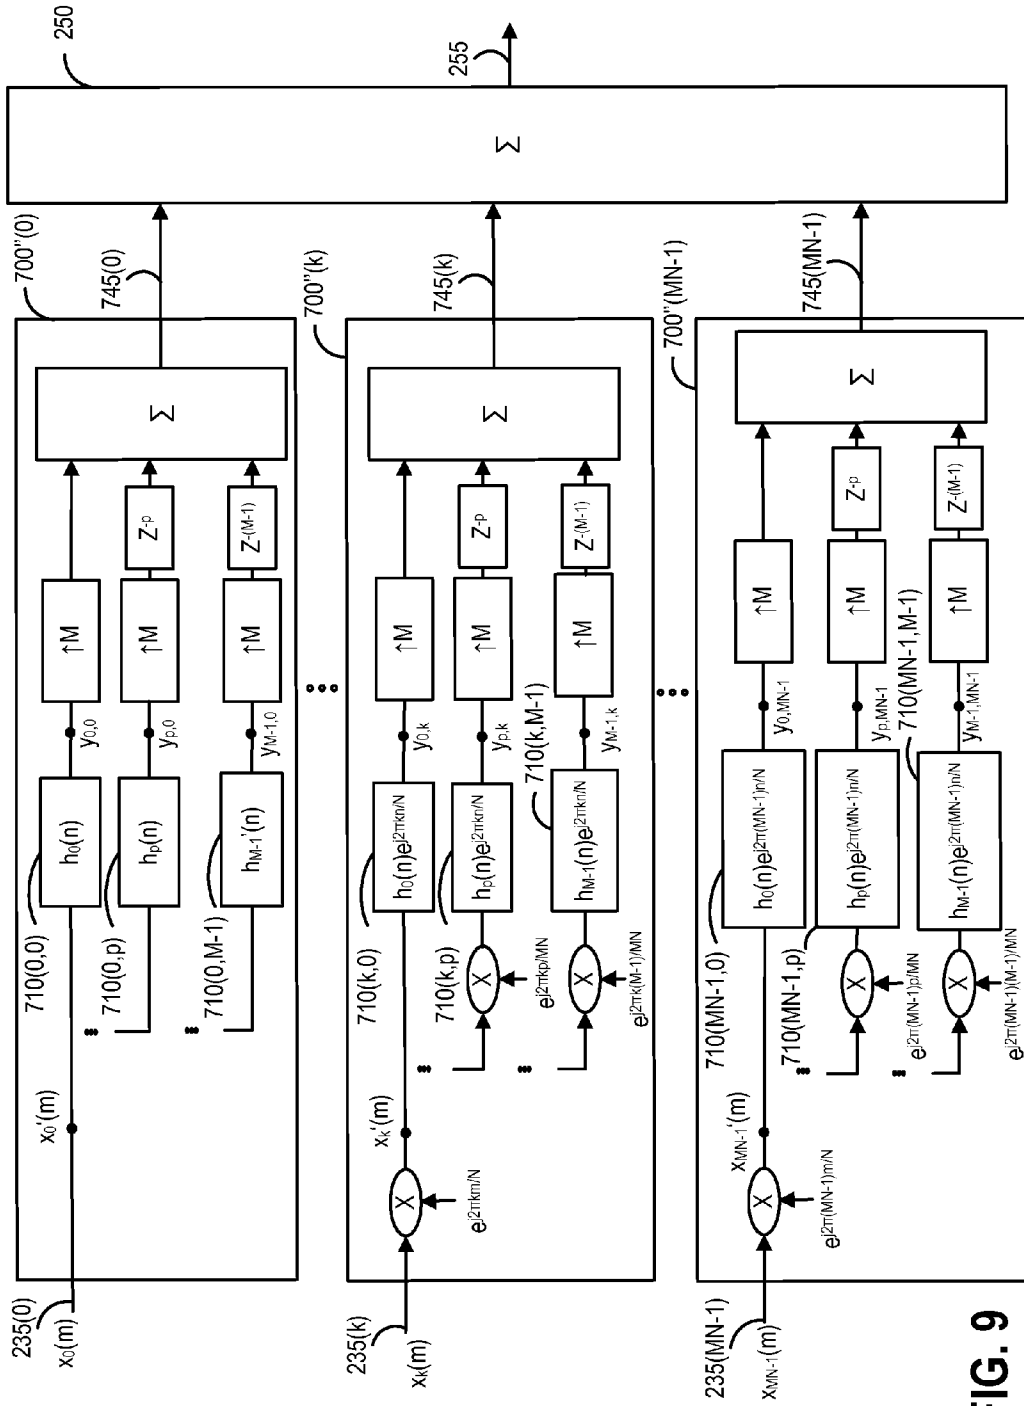 235(0)
x0(m)
x0'(m)
710(0,0)
h0(n)
y0,0
↑M
710(0,p)
hp(n)
yp,0
↑M
Z-p
710(0,M-1)
hM-1'(n)
yM-1,0
↑M
Z-(M-1)
Σ
745(0)
700"(0)
235(k)
xk(m)
X
ej2πkm/N
xk'(m)
710(k,0)
h0(n)ej2πkn/N
y0,k
↑M
710(k,p)
X
ej2πkp/MN
hp(n)ej2πkn/N
yp,k
↑M
Z-p
X
ej2πk(M-1)/MN
710(k,M-1)
hM-1(n)ej2πkn/N
yM-1,k
↑M
Z-(M-1)
Σ
745(k)
700"(k)
235(MN-1)
xMN-1(m)
X
ej2π(MN-1)m/N
xMN-1'(m)
710(MN-1,0)
h0(n)ej2π(MN-1)n/N
y0,MN-1
↑M
710(MN-1,p)
X
ej2π(MN-1)p/MN
hp(n)ej2π(MN-1)n/N
yp,MN-1
↑M
Z-p
X
ej2π(MN-1)(M-1)/MN
710(MN-1,M-1)
hM-1(n)ej2π(MN-1)n/N
yM-1,MN-1
↑M
Z-(M-1)
Σ
745(MN-1)
700"(MN-1)
Σ
250
255
FIG. 9